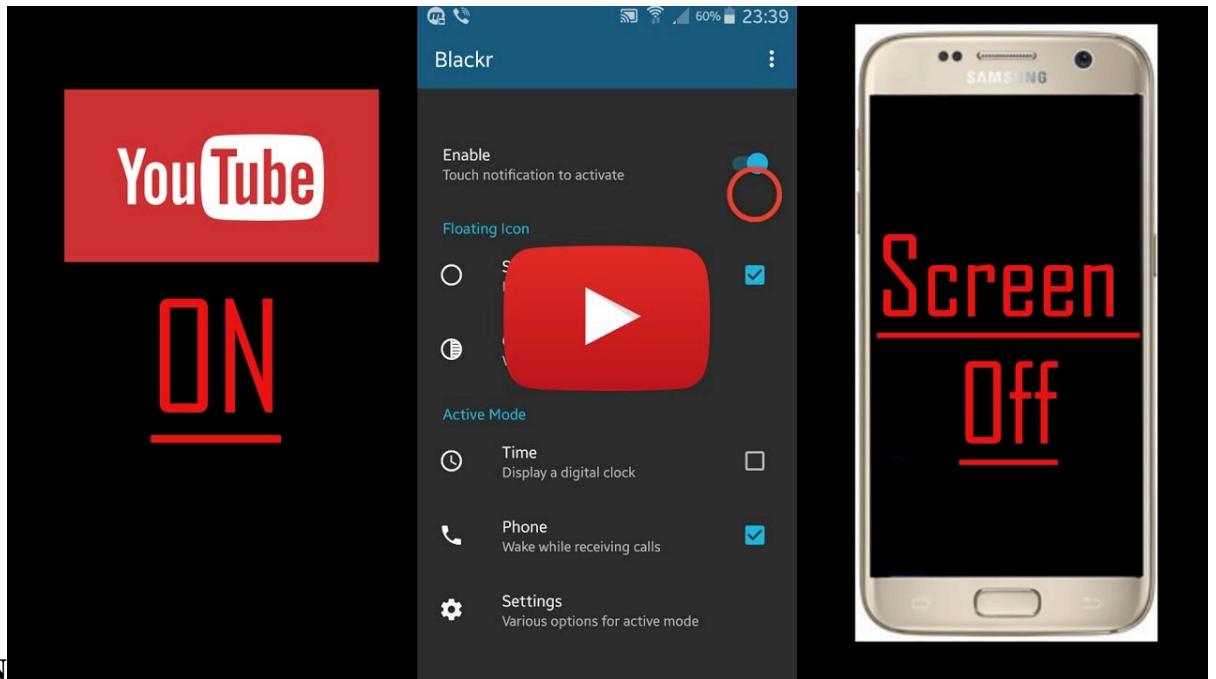 YouTube
ON
60% 23:39
Blackr
Enable
Touch notification to activate
Floating Icon
Active Mode
Time
Display a digital clock
Phone
Wake while receiving calls
Settings
Various options for active mode
SAMSUNG
Screen
Off
N